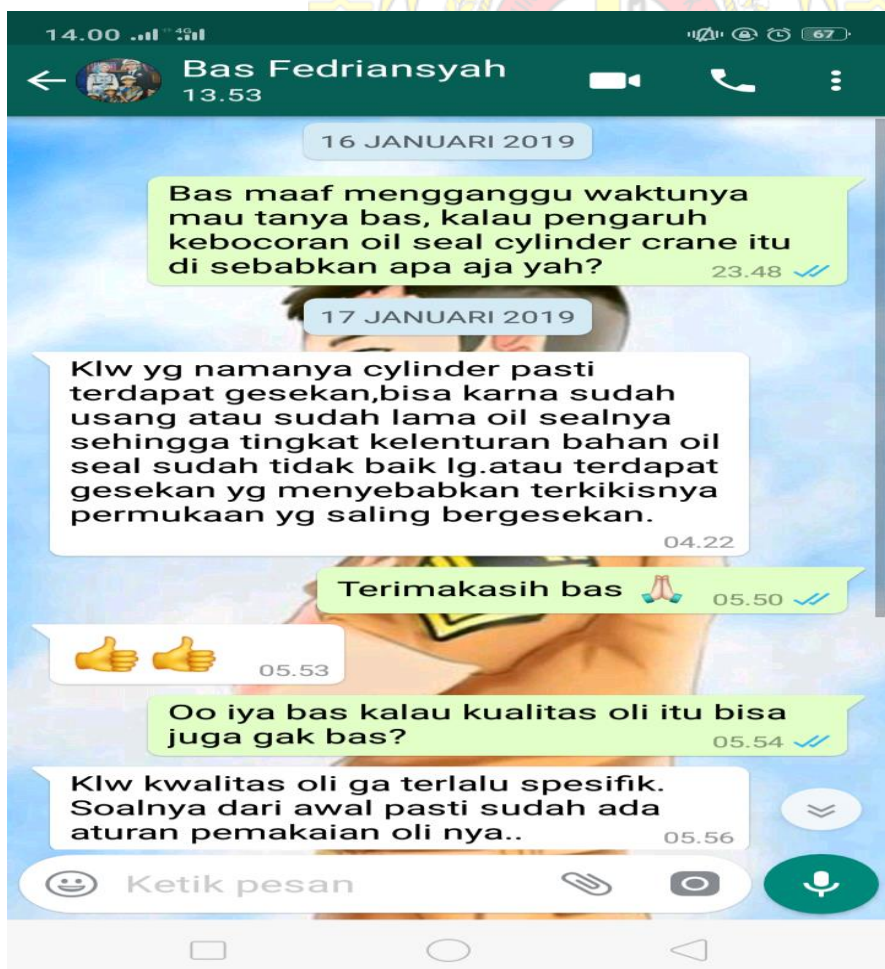 14.00
4G
67
Bas Fedriansyah
13.53
16 JANUARI 2019
Bas maaf mengganggu waktunya
mau tanya bas, kalau pengaruh
kebocoran oil seal cylinder crane itu
di sebabkan apa aja yah?
23.48
17 JANUARI 2019
Klw yg namanya cylinder pasti
terdapat gesekan,bisa karna sudah
usang atau sudah lama oil sealnya
sehingga tingkat kelenturan bahan oil
seal sudah tidak baik lg.atau terdapat
gesekan yg menyebabkan terkikisnya
permukaan yg saling bergesekan.
04.22
Terimakasih bas 🙏
05.50
👍👍
05.53
Oo iya bas kalau kualitas oli itu bisa
juga gak bas?
05.54
Klw kwalitas oli ga terlalu spesifik.
Soalnya dari awal pasti sudah ada
aturan pemakaian oli nya..
05.56
Ketik pesan